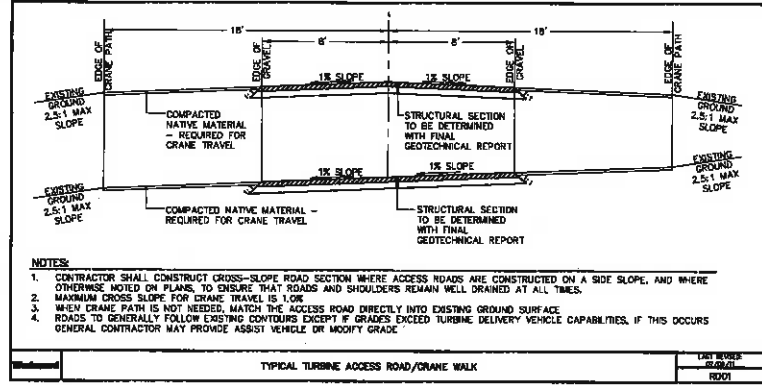 18' 18'
8' 8'
EDGE OF CRANE PATH
EDGE OF GRAVEL
EDGE OF GRAVEL
EDGE OF CRANE PATH
1% SLOPE 1% SLOPE
EXISTING
GROUND
2.5:1 MAX
SLOPE
COMPACTED
NATIVE MATERIAL
- REQUIRED FOR
CRANE TRAVEL
STRUCTURAL SECTION
TO BE DETERMINED
WITH FINAL
GEOTECHNICAL REPORT
EXISTING
GROUND
2.5:1 MAX
SLOPE
1% SLOPE 1% SLOPE
EXISTING
GROUND
2.5:1 MAX
SLOPE
COMPACTED NATIVE MATERIAL -
REQUIRED FOR CRANE TRAVEL
STRUCTURAL SECTION
TO BE DETERMINED
WITH FINAL
GEOTECHNICAL REPORT
EXISTING
GROUND
2.5:1 MAX
SLOPE
NOTES:
1. CONTRACTOR SHALL CONSTRUCT CROSS-SLOPE ROAD SECTION WHERE ACCESS ROADS ARE CONSTRUCTED ON A SIDE SLOPE, AND WHERE
OTHERWISE NOTED ON PLANS, TO ENSURE THAT ROADS AND SHOULDERS REMAIN WELL DRAINED AT ALL TIMES.
2. MAXIMUM CROSS SLOPE FOR CRANE TRAVEL IS 1.0%
3. WHEN CRANE PATH IS NOT NEEDED, MATCH THE ACCESS ROAD DIRECTLY INTO EXISTING GROUND SURFACE
4. ROADS TO GENERALLY FOLLOW EXISTING CONTOURS EXCEPT IF GRADES EXCEED TURBINE DELIVERY VEHICLE CAPABILITIES, IF THIS OCCURS
GENERAL CONTRACTOR MAY PROVIDE ASSIST VEHICLE OR MODIFY GRADE
TYPICAL TURBINE ACCESS ROAD/CRANE WALK
LAST REVISED
RD01